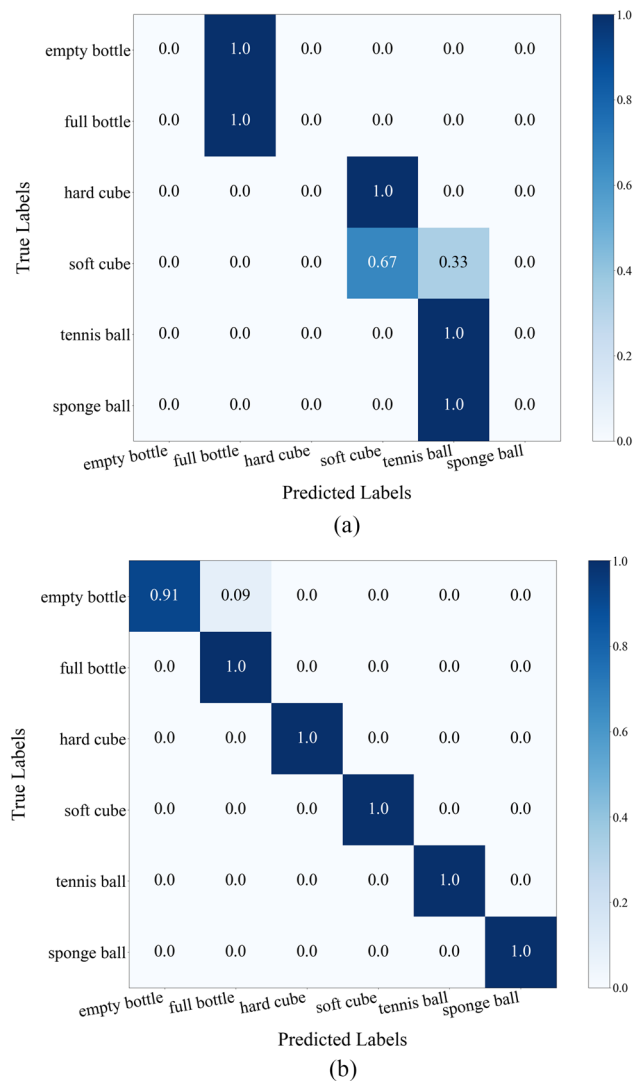 empty bottle 0.0 1.0 0.0 0.0 0.0 0.0
full bottle 0.0 1.0 0.0 0.0 0.0 0.0
hard cube 0.0 0.0 0.0 1.0 0.0 0.0
soft cube 0.0 0.0 0.0 0.67 0.33 0.0
tennis ball 0.0 0.0 0.0 0.0 1.0 0.0
sponge ball 0.0 0.0 0.0 0.0 1.0 0.0
True Labels
empty bottle full bottle hard cube soft cube tennis ball sponge ball
Predicted Labels
1.0
0.8
0.6
0.4
0.2
0.0
(a)
empty bottle 0.91 0.09 0.0 0.0 0.0 0.0
full bottle 0.0 1.0 0.0 0.0 0.0 0.0
hard cube 0.0 0.0 1.0 0.0 0.0 0.0
soft cube 0.0 0.0 0.0 1.0 0.0 0.0
tennis ball 0.0 0.0 0.0 0.0 1.0 0.0
sponge ball 0.0 0.0 0.0 0.0 0.0 1.0
True Labels
empty bottle full bottle hard cube soft cube tennis ball sponge ball
Predicted Labels
1.0
0.8
0.6
0.4
0.2
0.0
(b)